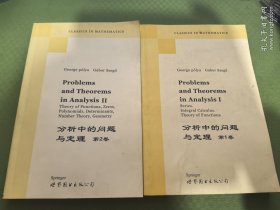 CLASSICS IN MATHEMATICS
George Pólya Gábor Szegő
Problems
and Theorems
in Analysis II
Theory of Functions, Zeros,
Polynomials, Determinants,
Number Theory, Geometry
分析中的问题
与定理 第2卷
Springer
世界图书出版公司
CLASSICS IN MATHEMATICS
George pólya Gábor Szegő
Problems
and Theorems
in Analysis I
Series,
Integral Calculus
Theory of Functions
分析中的问题
与定理 第1卷
Springer
世界图书出版公司